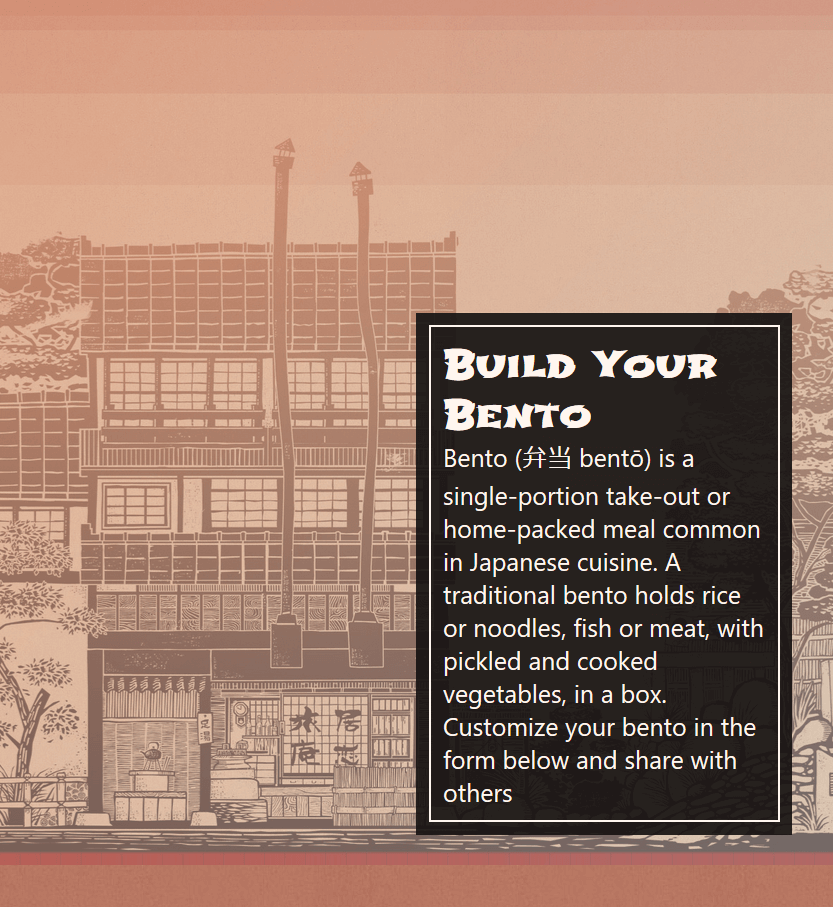 Build Your
Bento
Bento (弁当 bentō) is a
single-portion take-out or
home-packed meal common
in Japanese cuisine. A
traditional bento holds rice
or noodles, fish or meat, with
pickled and cooked
vegetables, in a box.
Customize your bento in the
form below and share with
others